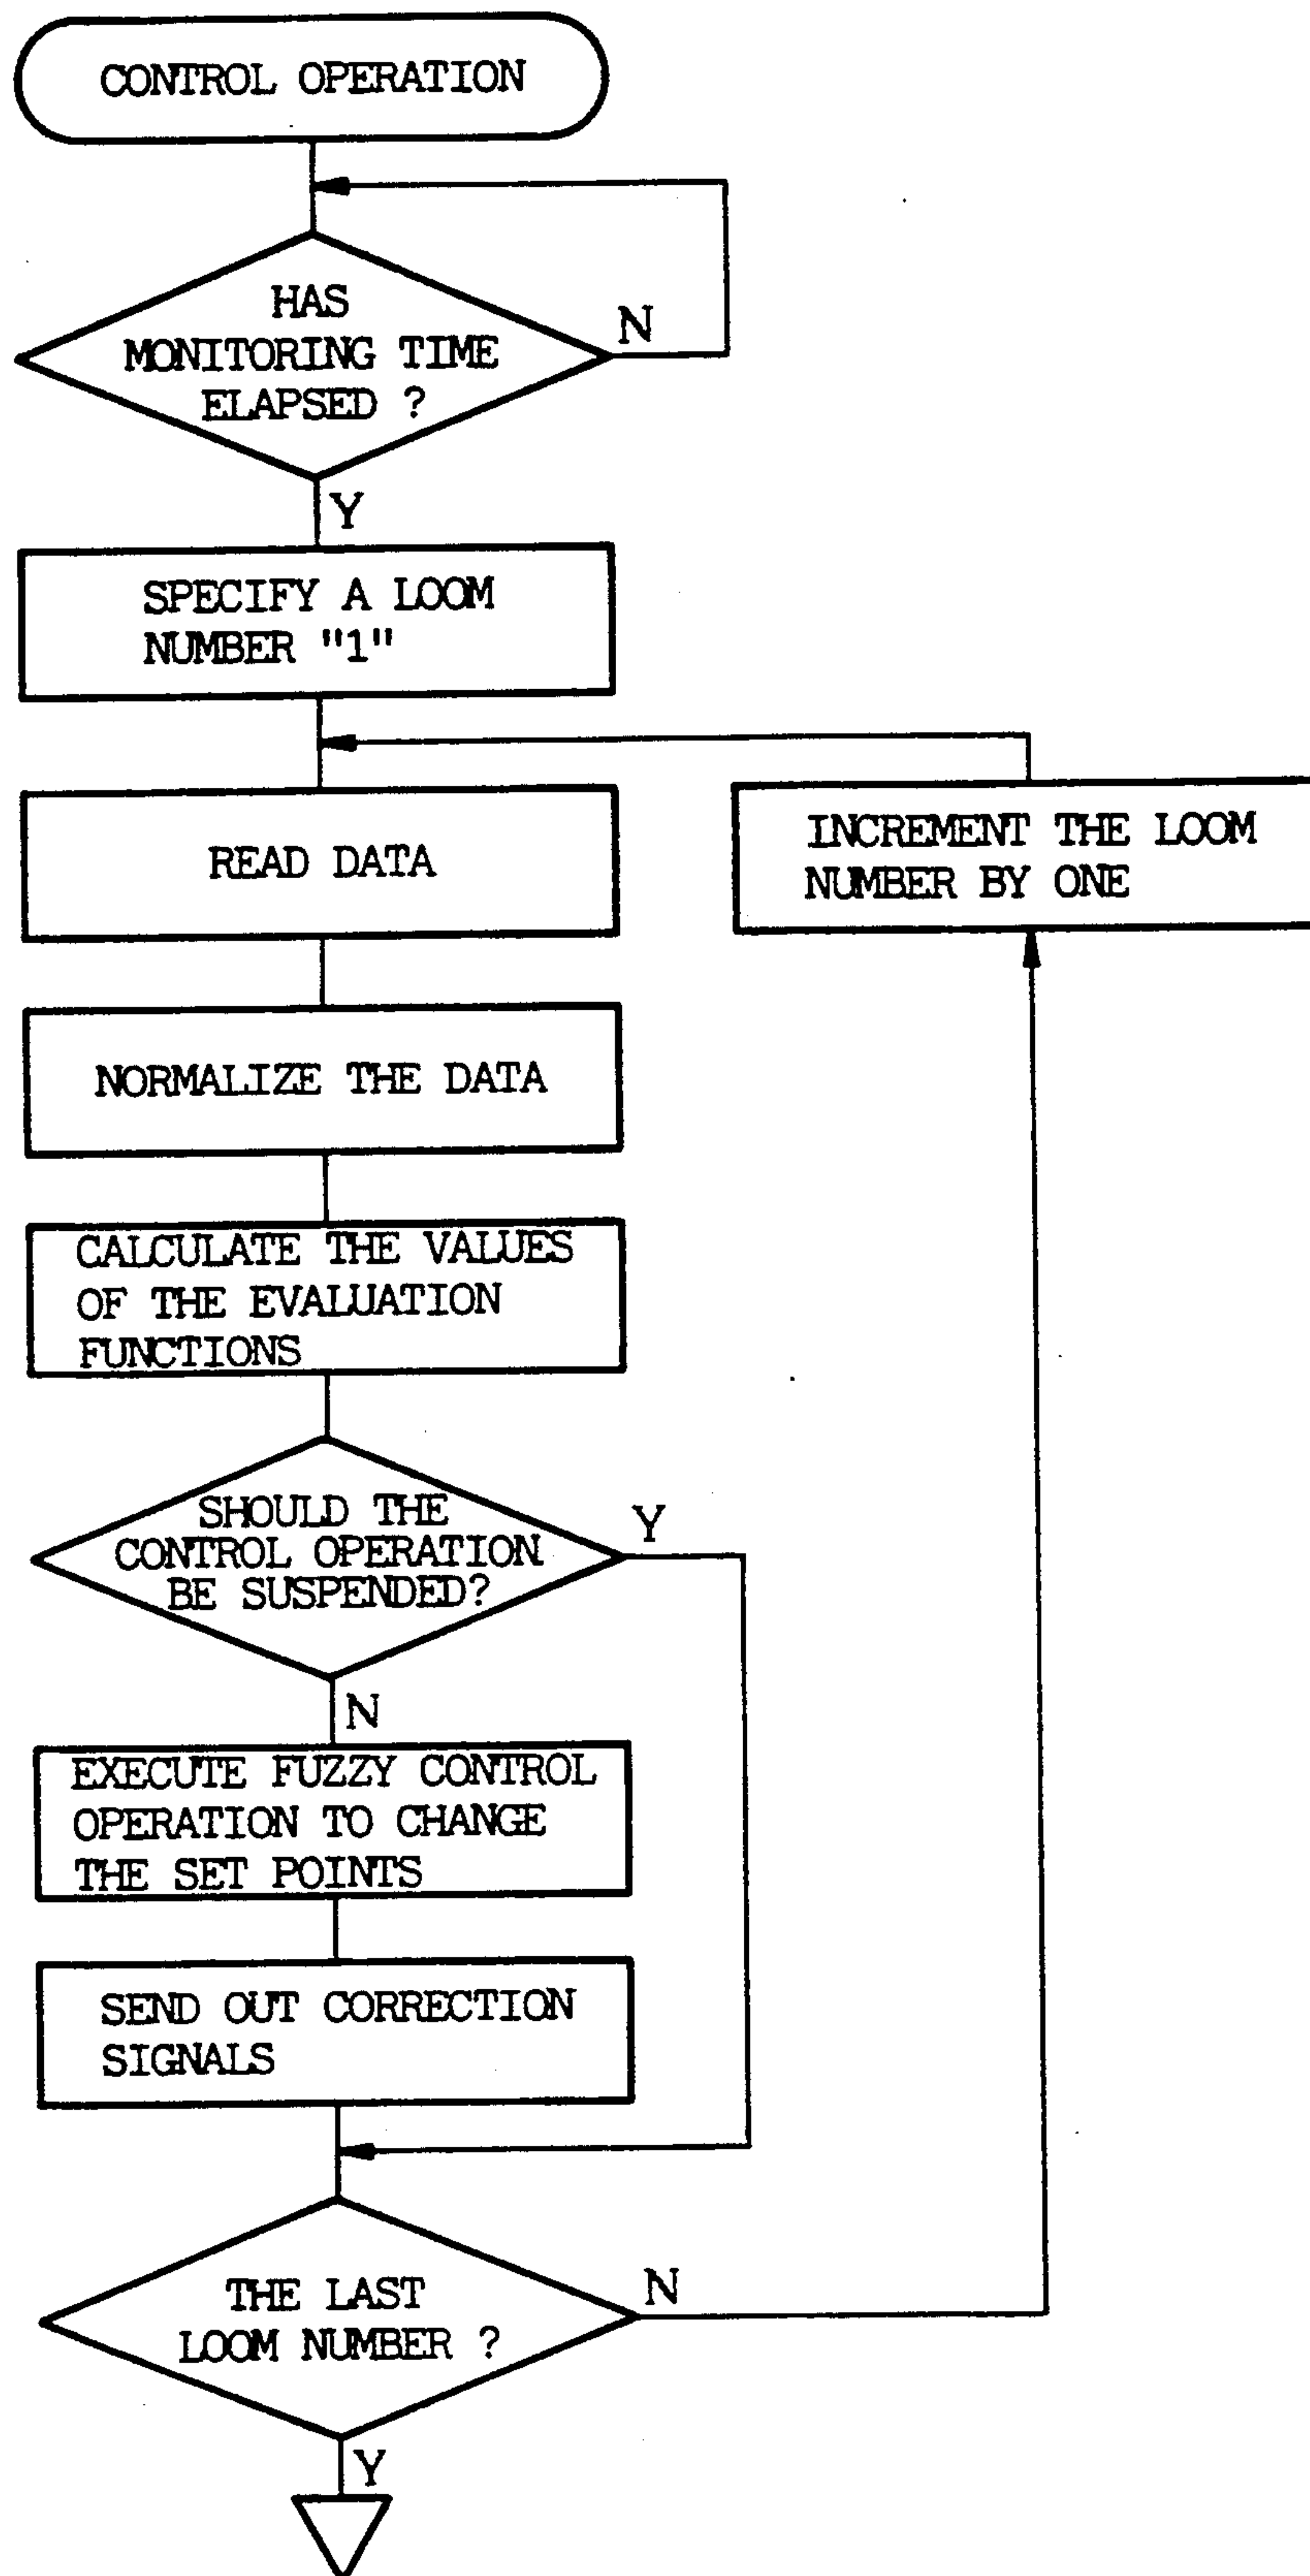 CONTROL OPERATION
HAS
MONITORING TIME
ELAPSED ?
N
Y
SPECIFY A LOOM
NUMBER "1"
READ DATA
INCREMENT THE LOOM
NUMBER BY ONE
NORMALIZE THE DATA
CALCULATE THE VALUES
OF THE EVALUATION
FUNCTIONS
SHOULD THE
CONTROL OPERATION
BE SUSPENDED?
Y
N
EXECUTE FUZZY CONTROL
OPERATION TO CHANGE
THE SET POINTS
SEND OUT CORRECTION
SIGNALS
THE LAST
LOOM NUMBER ?
N
Y